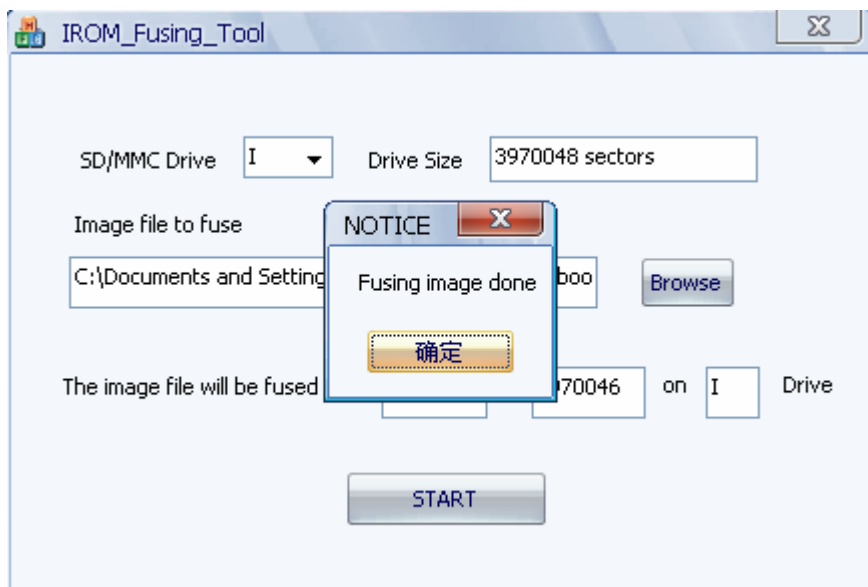 IROM_Fusing_Tool
SD/MMC Drive I Drive Size 3970048 sectors
Image file to fuse
NOTICE
C:\Documents and Setting boo Browse
Fusing image done
确定
The image file will be fused 970046 on I Drive
START